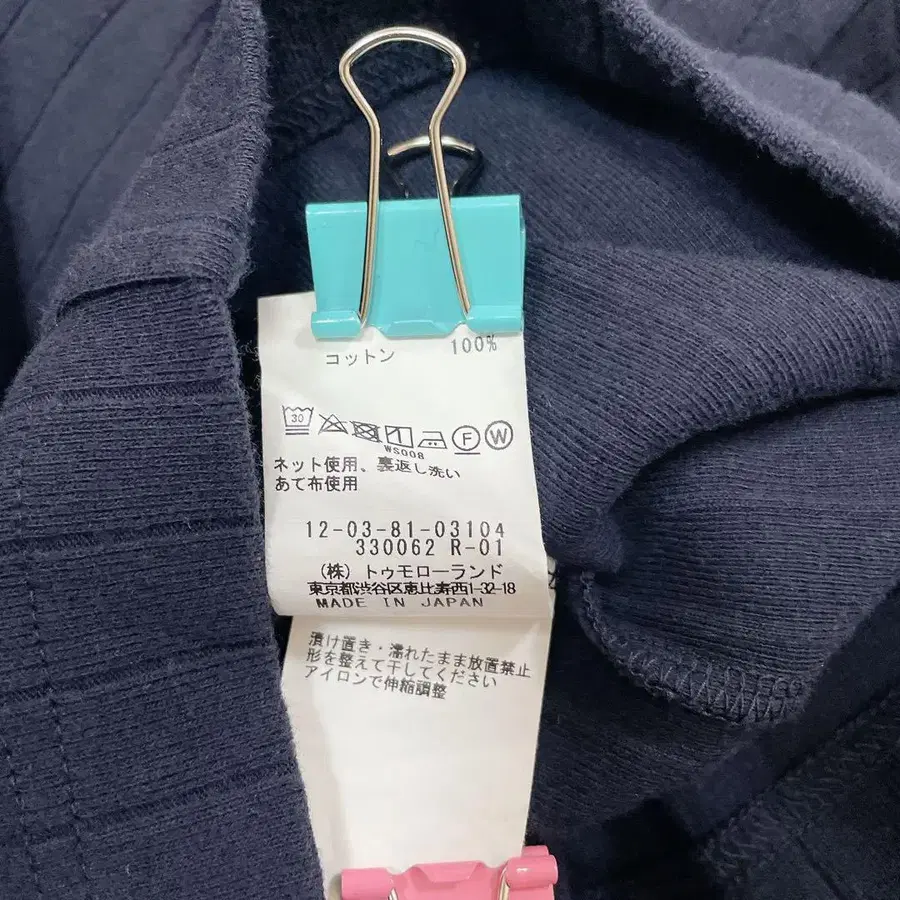 コットン 100%
30
F W
WS008
ネット使用、裏返し洗い
あて布使用
12-03-81-03104
330062 R-01
(株) トゥモローランド
東京都渋谷区恵比寿西1-32-18
MADE IN JAPAN
漬け置き・濡れたまま放置禁止
形を整えて干してください
アイロンで伸縮調整